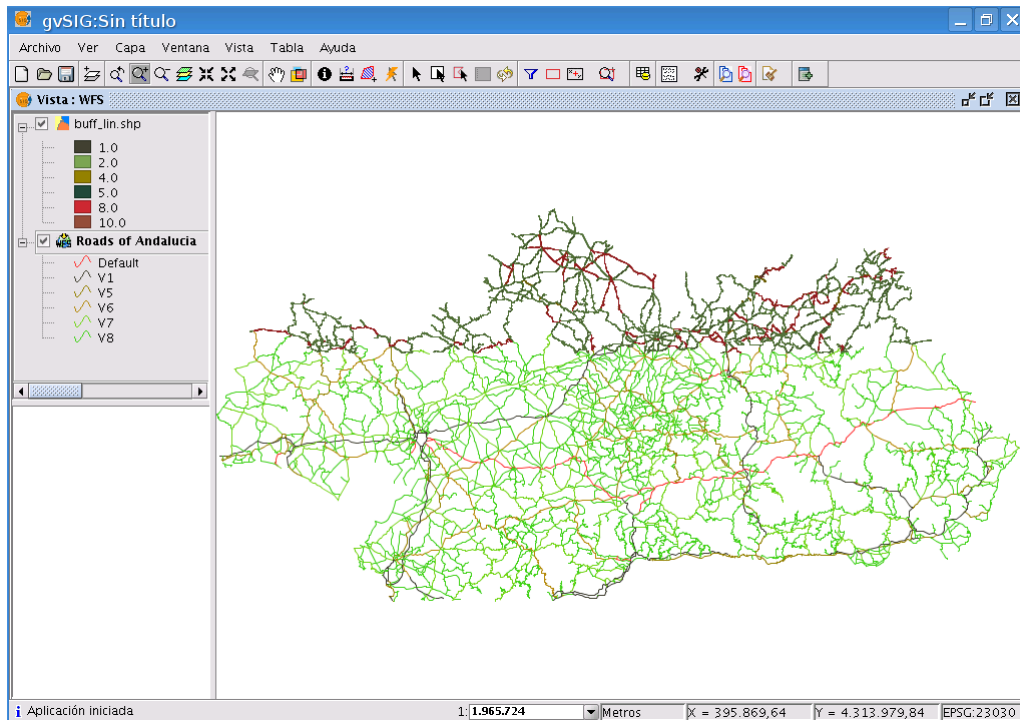 gvSIG:Sin título
Archivo Ver Capa Ventana Vista Tabla Ayuda
Vista : WFS
buff_lin.shp
1.0
2.0
4.0
5.0
8.0
10.0
Roads of Andalucia
Default
V1
V5
V6
V7
V8
Aplicación iniciada 1: 1.965.724 Metros X = 395.869,64 Y = 4.313.979,84 EPSG:23030